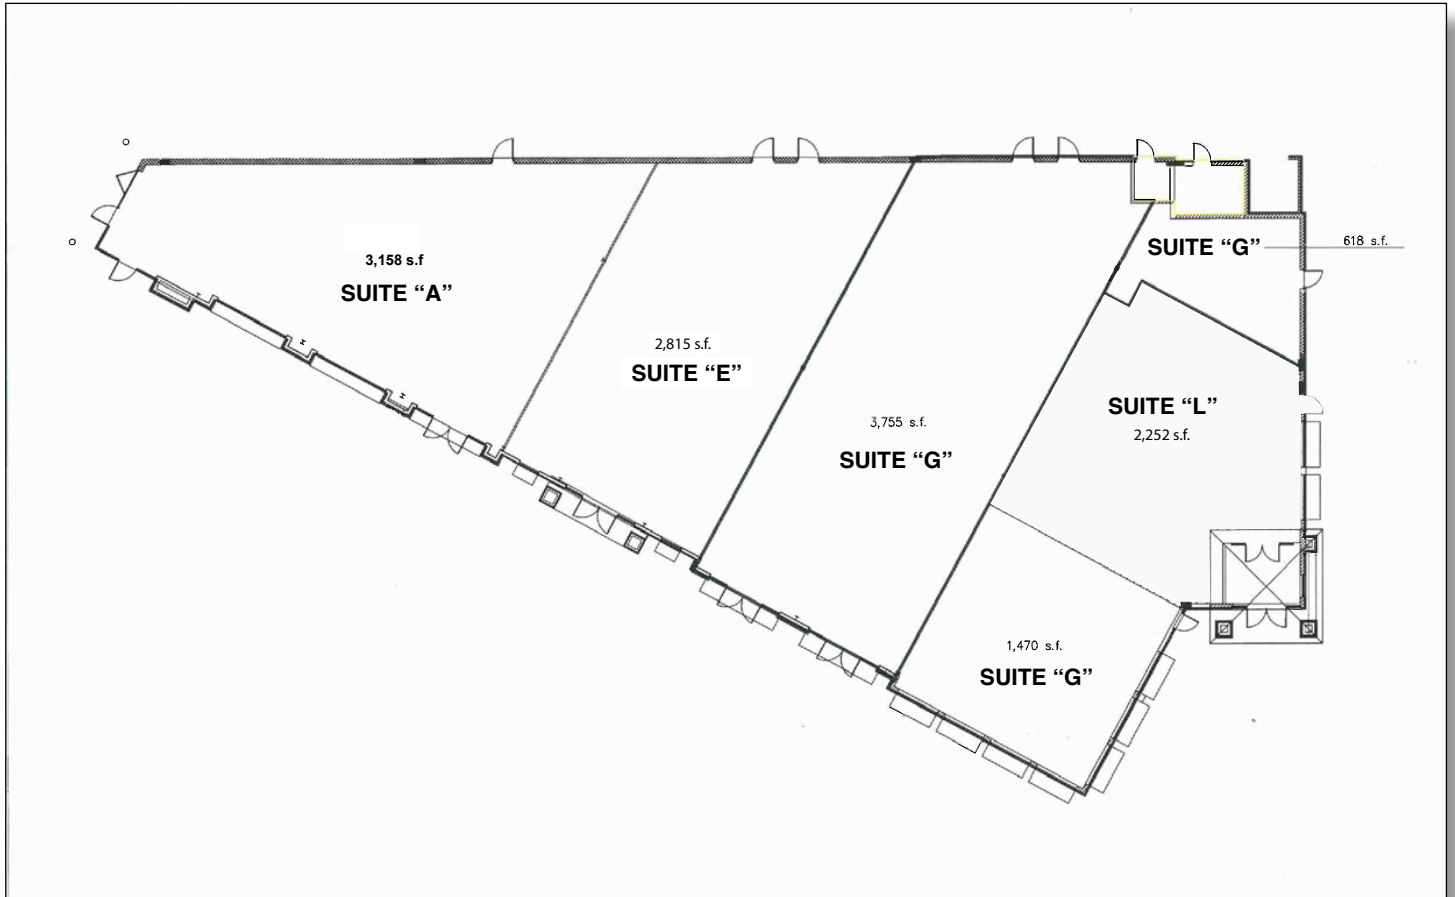 SUITE “G”
618 s.f.
3,158 s.f
SUITE “A”
2,815 s.f.
SUITE “E”
3,755 s.f.
SUITE “G”
SUITE “L”
2,252 s.f.
1,470 s.f.
SUITE “G”